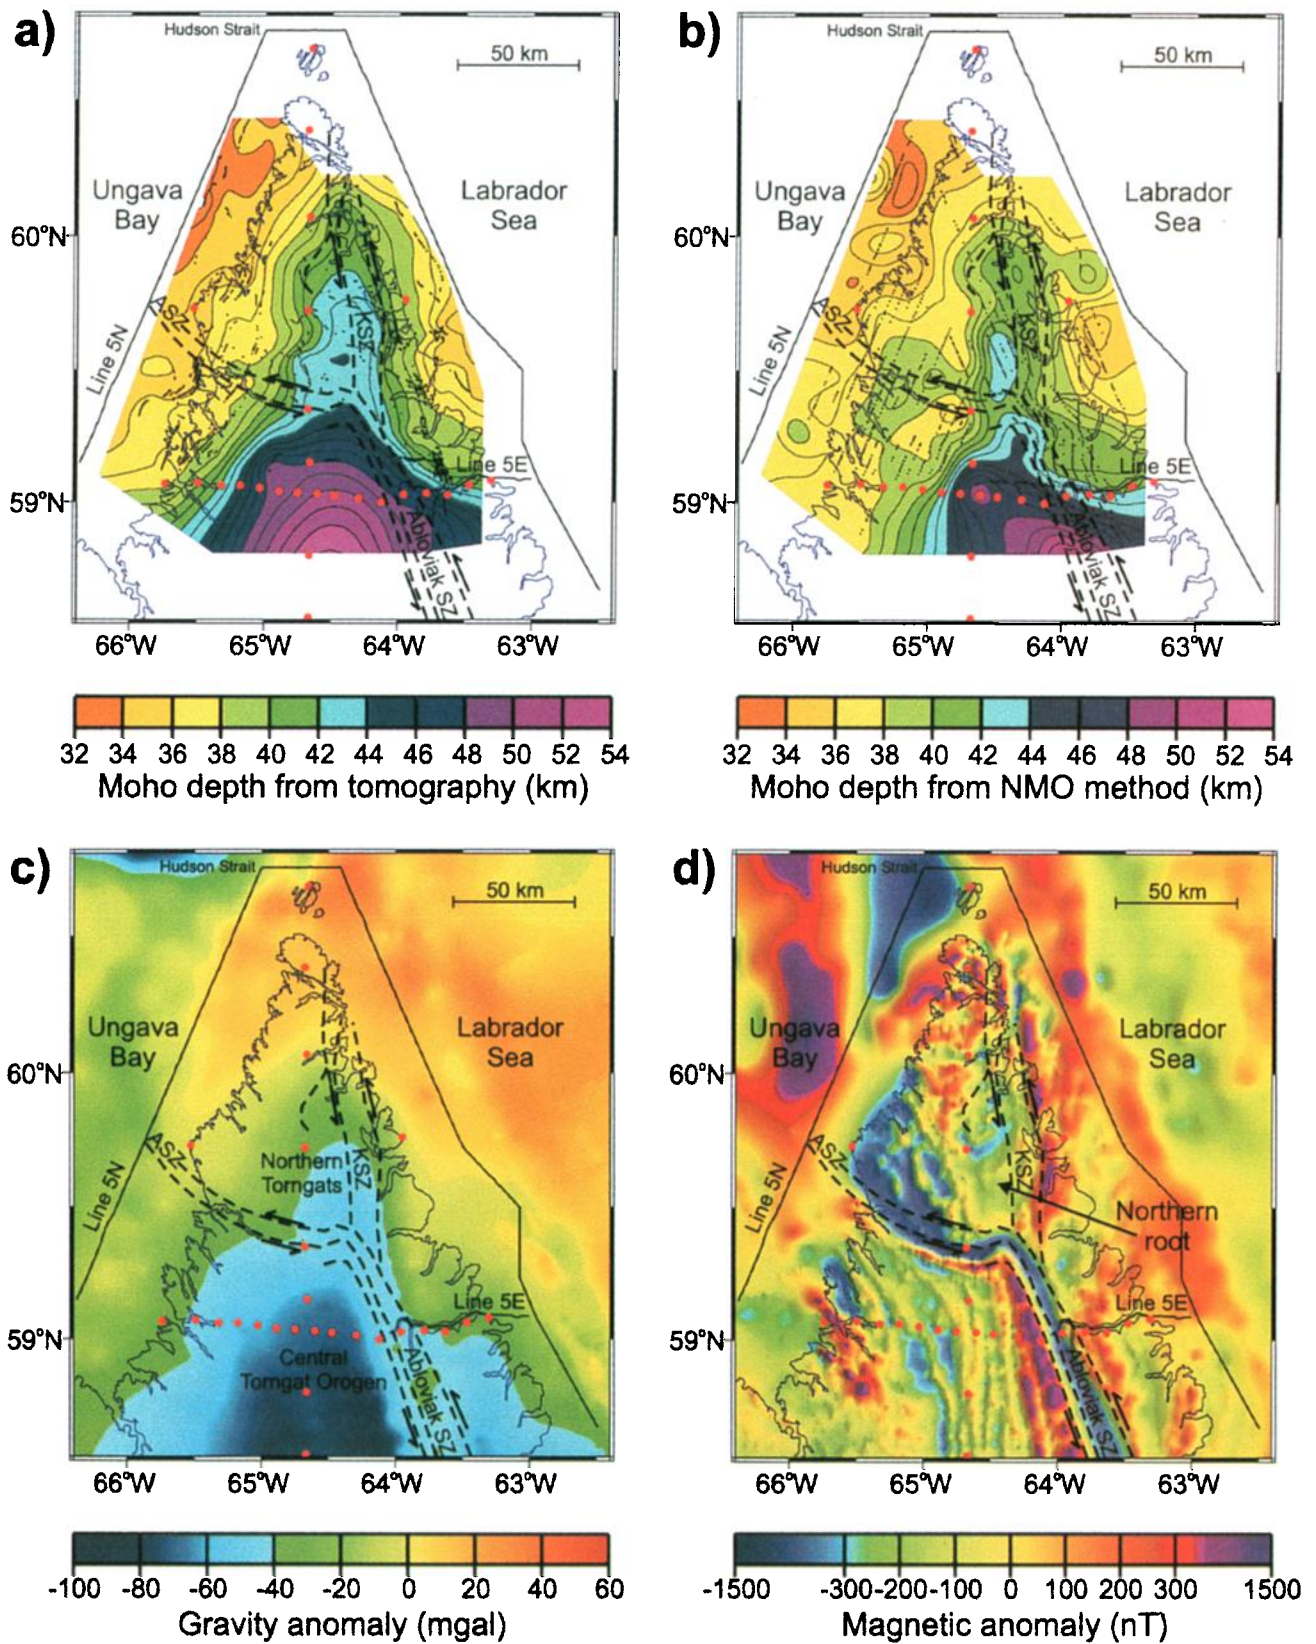 a)
Hudson Strait
50 km
Ungava
Bay
Labrador
Sea
60°N
ASZ
KSZ
Line 5N
Line 5E
59°N
Abloviak SZ
66°W 65°W 64°W 63°W
32 34 36 38 40 42 44 46 48 50 52 54
Moho depth from tomography (km)
b)
Hudson Strait
50 km
Ungava
Bay
Labrador
Sea
60°N
ASZ
KSZ
Line 5N
Line 5E
59°N
Abloviak SZ
66°W 65°W 64°W 63°W
32 34 36 38 40 42 44 46 48 50 52 54
Moho depth from NMO method (km)
c)
Hudson Strait
50 km
Ungava
Bay
Labrador
Sea
60°N
ASZ
Northern
Torngats
KSZ
Line 5N
Line 5E
59°N
Central
Torngat Orogen
Abloviak SZ
66°W 65°W 64°W 63°W
-100 -80 -60 -40 -20 0 20 40 60
Gravity anomaly (mgal)
d)
Hudson Strait
50 km
Ungava
Bay
Labrador
Sea
60°N
ASZ
KSZ
Line 5N
Northern
root
Line 5E
59°N
Abloviak SZ
66°W 65°W 64°W 63°W
-1500 -300 -200 -100 0 100 200 300 1500
Magnetic anomaly (nT)